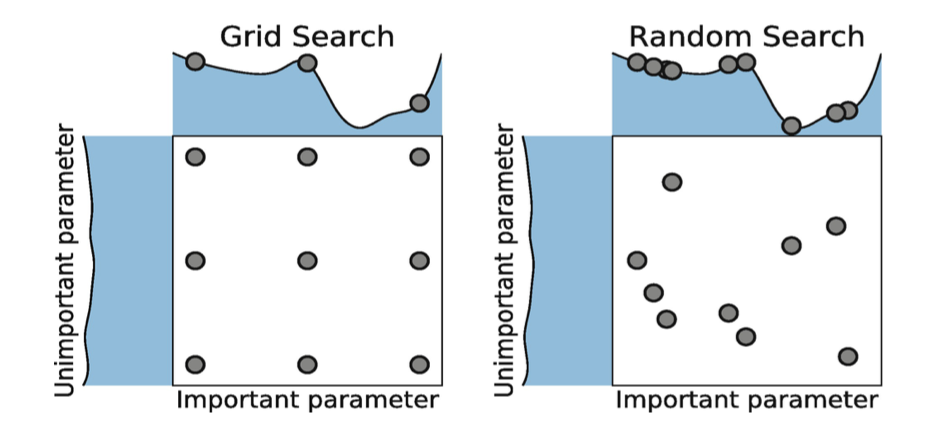 Grid Search
Unimportant parameter
Important parameter
Random Search
Unimportant parameter
Important parameter